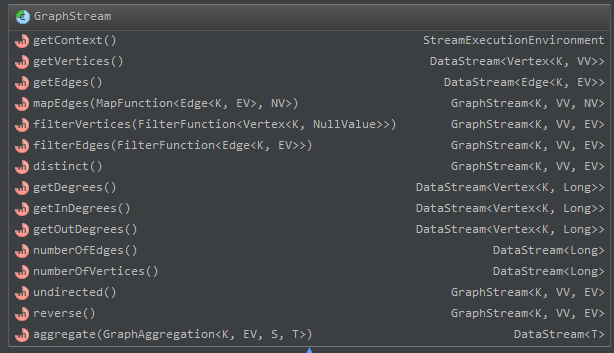 GraphStream
getContext() StreamExecutionEnvironment
getVertices() DataStream<Vertex<K, VV>>
getEdges() DataStream<Edge<K, EV>>
mapEdges(MapFunction<Edge<K, EV>, NV>) GraphStream<K, VV, NV>
filterVertices(FilterFunction<Vertex<K, NullValue>>) GraphStream<K, VV, EV>
filterEdges(FilterFunction<Edge<K, EV>>) GraphStream<K, VV, EV>
distinct() GraphStream<K, VV, EV>
getDegrees() DataStream<Vertex<K, Long>>
getInDegrees() DataStream<Vertex<K, Long>>
getOutDegrees() DataStream<Vertex<K, Long>>
numberOfEdges() DataStream<Long>
numberOfVertices() DataStream<Long>
undirected() GraphStream<K, VV, EV>
reverse() GraphStream<K, VV, EV>
aggregate(GraphAggregation<K, EV, S, T>) DataStream<T>